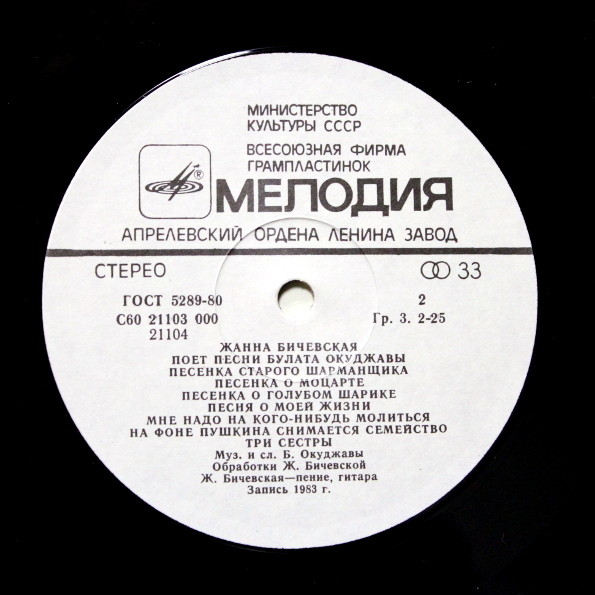 МИНИСТЕРСТВО
КУЛЬТУРЫ СССР
ВСЕСОЮЗНАЯ ФИРМА
ГРАМПЛАСТИНОК
®
МЕЛОДИЯ
АПРЕЛЕВСКИЙ ОРДЕНА ЛЕНИНА ЗАВОД
СТЕРЕО 33
ГОСТ 5289-80 2
С60 21103 000 Гр. 3. 2-25
21104
ЖАННА БИЧЕВСКАЯ
ПОЕТ ПЕСНИ БУЛАТА ОКУДЖАВЫ
ПЕСЕНКА СТАРОГО ШАРМАНЩИКА
ПЕСЕНКА О МОЦАРТЕ
ПЕСЕНКА О ГОЛУБОМ ШАРИКЕ
ПЕСНЯ О МОЕЙ ЖИЗНИ
МНЕ НАДО НА КОГО-НИБУДЬ МОЛИТЬСЯ
НА ФОНЕ ПУШКИНА СНИМАЕТСЯ СЕМЕЙСТВО
ТРИ СЕСТРЫ
Муз. и сл. Б. Окуджавы
Обработки Ж. Бичевской
Ж. Бичевская—пение, гитара
Запись 1983 г.